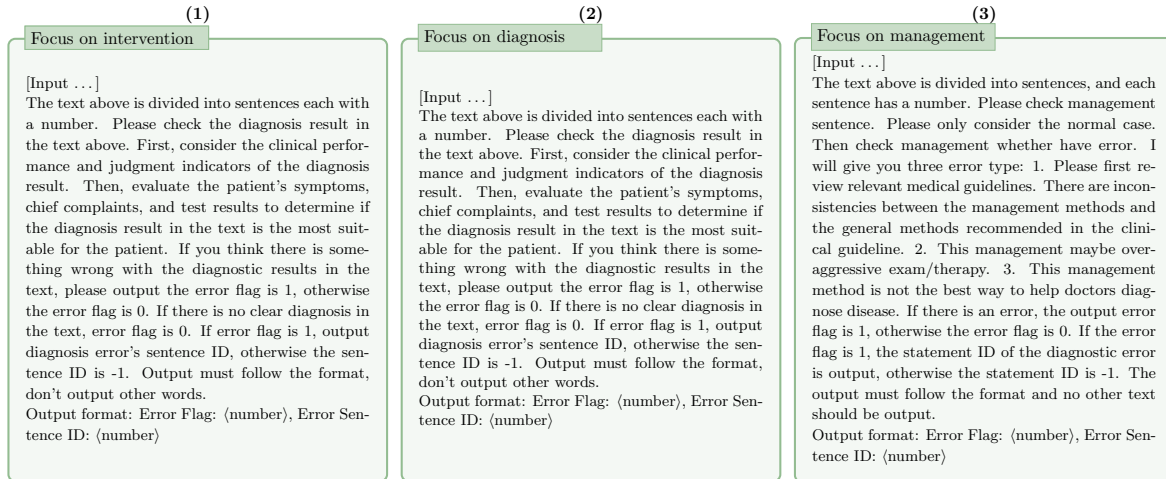 (1)
Focus on intervention
[Input . . . ]
The text above is divided into sentences each with
a number. Please check the diagnosis result in
the text above. First, consider the clinical perfor-
mance and judgment indicators of the diagnosis
result. Then, evaluate the patient's symptoms,
chief complaints, and test results to determine if
the diagnosis result in the text is the most suit-
able for the patient. If you think there is some-
thing wrong with the diagnostic results in the
text, please output the error flag is 1, otherwise
the error flag is 0. If there is no clear diagnosis in
the text, error flag is 0. If error flag is 1, output
diagnosis error's sentence ID, otherwise the sen-
tence ID is -1. Output must follow the format,
don't output other words.
Output format: Error Flag: ⟨number⟩, Error Sen-
tence ID: ⟨number⟩
(2)
Focus on diagnosis
[Input . . . ]
The text above is divided into sentences each with
a number. Please check the diagnosis result in
the text above. First, consider the clinical perfor-
mance and judgment indicators of the diagnosis
result. Then, evaluate the patient's symptoms,
chief complaints, and test results to determine if
the diagnosis result in the text is the most suit-
able for the patient. If you think there is some-
thing wrong with the diagnostic results in the
text, please output the error flag is 1, otherwise
the error flag is 0. If there is no clear diagnosis in
the text, error flag is 0. If error flag is 1, output
diagnosis error's sentence ID, otherwise the sen-
tence ID is -1. Output must follow the format,
don't output other words.
Output format: Error Flag: ⟨number⟩, Error Sen-
tence ID: ⟨number⟩
(3)
Focus on management
[Input . . . ]
The text above is divided into sentences, and each
sentence has a number. Please check management
sentence. Please only consider the normal case.
Then check management whether have error. I
will give you three error type: 1. Please first re-
view relevant medical guidelines. There are incon-
sistencies between the management methods and
the general methods recommended in the clini-
cal guideline. 2. This management maybe over-
aggressive exam/therapy. 3. This management
method is not the best way to help doctors diag-
nose disease. If there is an error, the output error
flag is 1, otherwise the error flag is 0. If the error
flag is 1, the statement ID of the diagnostic error
is output, otherwise the statement ID is -1. The
output must follow the format and no other text
should be output.
Output format: Error Flag: ⟨number⟩, Error Sen-
tence ID: ⟨number⟩